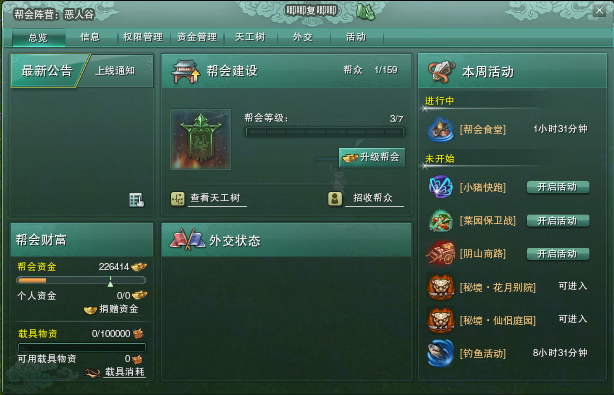 帮会阵营：恶人谷
唧唧复唧唧
总览 信息 权限管理 资金管理 天工树 外交 活动
最新公告 上线通知
帮会建设 帮众 1/159
帮会等级： 3/7
升级帮会
查看天工树 招收帮众
帮会财富
帮会资金 226414
个人资金 0/0
捐赠资金
载具物资 0/100000
可用载具物资 0
载具消耗
外交状态
本周活动
进行中
[帮会食堂] 1小时31分钟
未开始
[小猪快跑] 开启活动
[菜园保卫战] 开启活动
[阴山商路] 开启活动
[秘境·花月别院] 可进入
[秘境·仙侣庭园] 可进入
[钓鱼活动] 8小时31分钟